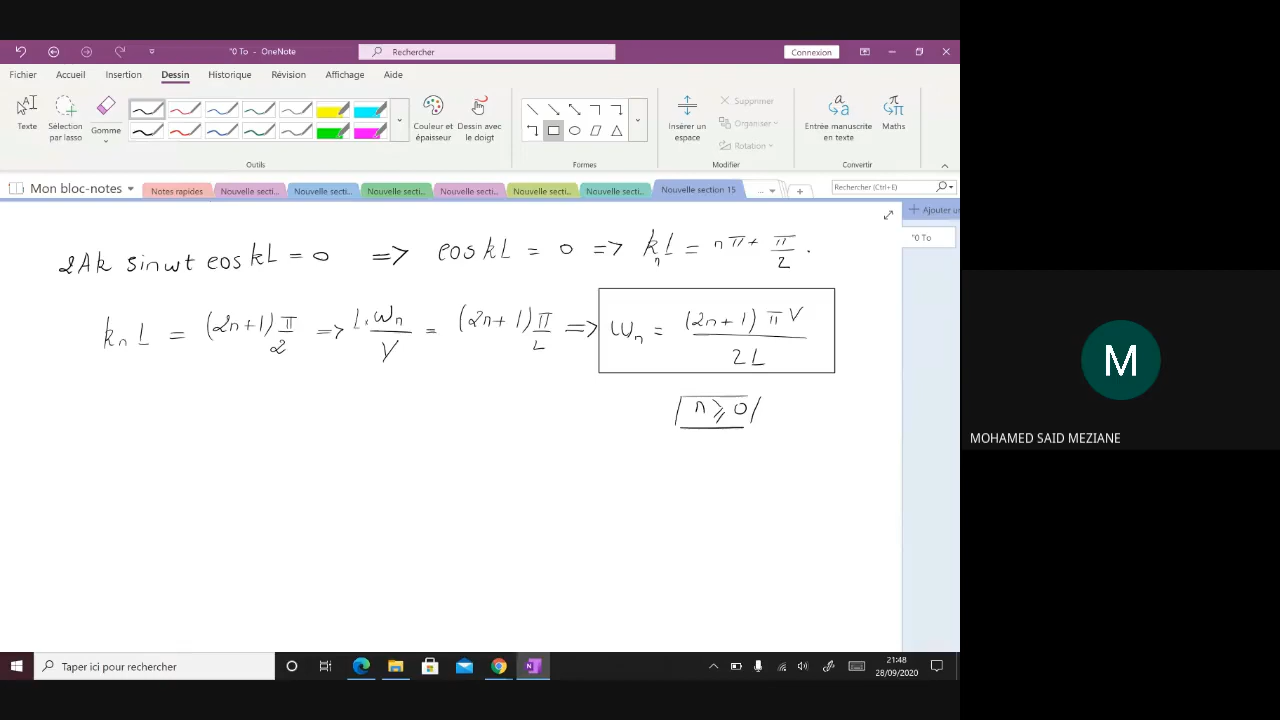 "0 To - OneNote
Rechercher
Connexion
Fichier Accueil Insertion Dessin Historique Révision Affichage Aide
Texte
Sélection par lasso
Gomme
Couleur et épaisseur
Dessin avec le doigt
Insérer un espace
Supprimer
Organiser
Rotation
Entrée manuscrite en texte
Maths
Outils Formes Modifier Convertir
Mon bloc-notes
Notes rapides Nouvelle secti... Nouvelle secti... Nouvelle secti... Nouvelle secti... Nouvelle secti... Nouvelle secti... Nouvelle section 15 ...
Rechercher (Ctrl+E)
Ajouter u
"0 To
2Ak sinωt cos kL = 0 => cos kL = 0 => kₙL = nπ + π/2 .
kₙ L = (2n+1)π/2 => L.ωₙ/V = (2n+1)π/2 => ωₙ = (2n+1)πV/2L
n ⩾ 0
M
MOHAMED SAID MEZIANE
Taper ici pour rechercher
21:48
28/09/2020